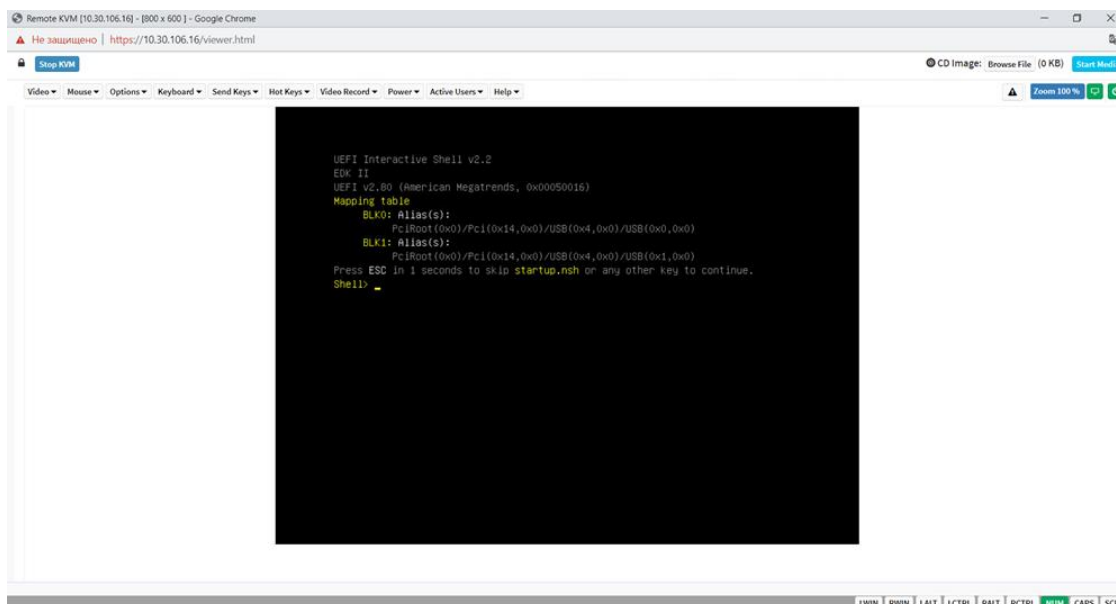 Remote KVM [10.30.106.16] - [800 x 600 ] - Google Chrome
Не защищено | https://10.30.106.16/viewer.html
Stop KVM
CD Image: Browse File (0 KB) Start Medi
Video Mouse Options Keyboard Send Keys Hot Keys Video Record Power Active Users Help
Zoom 100 %
UEFI Interactive Shell v2.2
EDK II
UEFI v2.80 (American Megatrends, 0x00050016)
Mapping table
BLK0: Alias(s):
PciRoot(0x0)/Pci(0x14,0x0)/USB(0x4,0x0)/USB(0x0,0x0)
BLK1: Alias(s):
PciRoot(0x0)/Pci(0x14,0x0)/USB(0x4,0x0)/USB(0x1,0x0)
Press ESC in 1 seconds to skip startup.nsh or any other key to continue.
Shell> _
LWIN RWIN LALT LCTRL RALT RCTRL NUM CAPS SC